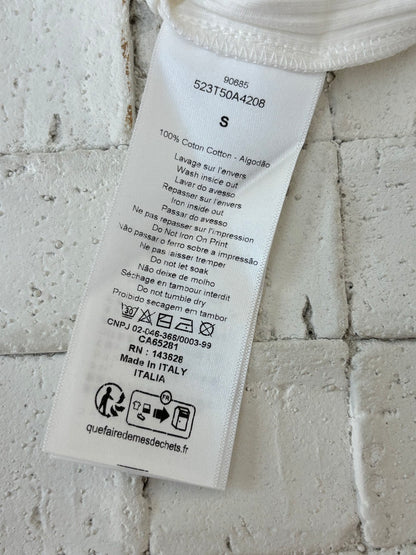 90685
523T50A4208
S
100% Coton Cotton - Algodão
Lavage sur l'envers
Wash inside out
Lavar do avesso
Repasser sur l'envers
Iron inside out
Passar do avesso
Ne pas repasser sur l'impression
Do Not Iron On Print
Não passar o ferro sobre a impressão
Ne pas laisser tremper
Do not let soak
Não deixe de molho
Séchage en tambour interdit
Do not tumble dry
Proibido secagem em tambor
CNPJ 02-046-366/0003-99
CA65281
RN : 143628
Made In ITALY
ITALIA
FR
quefairedemesdechets.fr